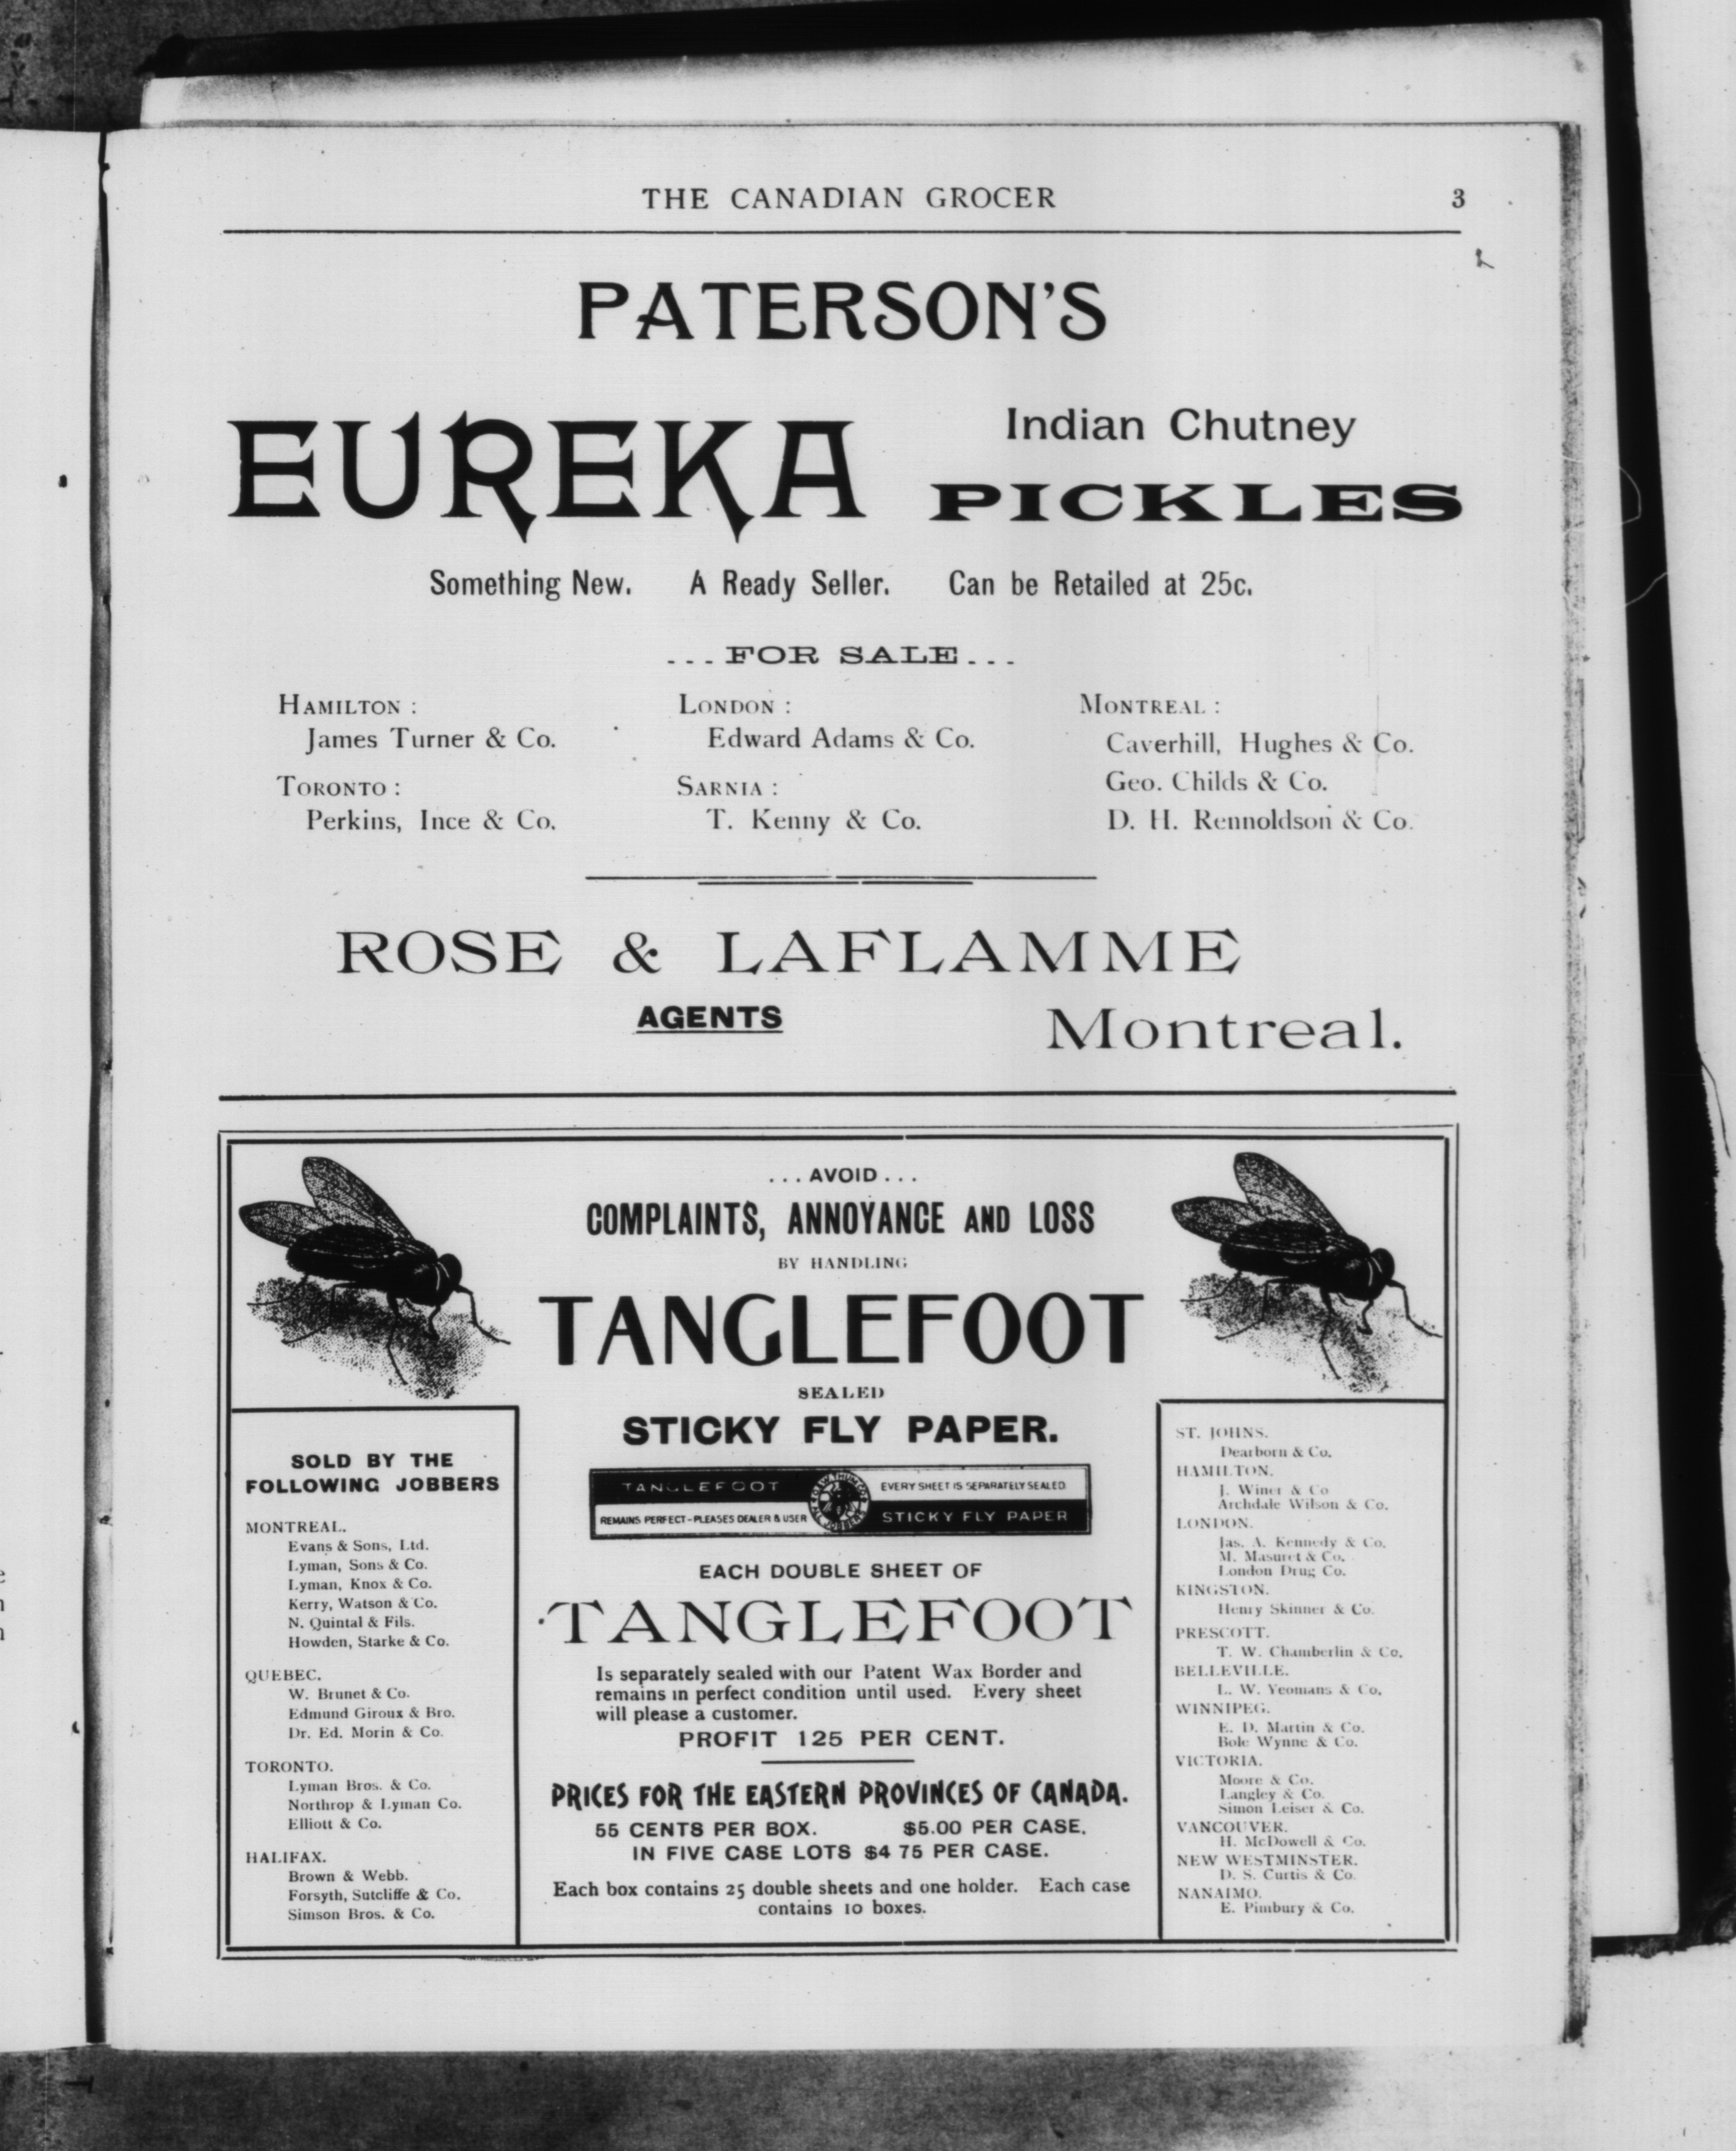 THE CANADIAN GROCER 3
PATERSON'S
EUREKA
Indian Chutney
PICKLES
Something New. A Ready Seller. Can be Retailed at 25c.
...FOR SALE...
HAMILTON :
James Turner & Co.
TORONTO :
Perkins, Ince & Co.
LONDON :
Edward Adams & Co.
SARNIA :
T. Kenny & Co.
MONTREAL :
Caverhill, Hughes & Co.
Geo. Childs & Co.
D. H. Rennoldson & Co.
ROSE & LAFLAMME
AGENTS
Montreal.
...AVOID...
COMPLAINTS, ANNOYANCE AND LOSS
BY HANDLING
TANGLEFOOT
SEALED
STICKY FLY PAPER.
TANGLEFOOT
EVERY SHEET IS SEPARATELY SEALED
REMAINS PERFECT-PLEASES DEALER & USER
STICKY FLY PAPER
EACH DOUBLE SHEET OF
TANGLEFOOT
Is separately sealed with our Patent Wax Border and
remains in perfect condition until used. Every sheet
will please a customer.
PROFIT 125 PER CENT.
PRICES FOR THE EASTERN PROVINCES OF CANADA.
55 CENTS PER BOX. $5.00 PER CASE.
IN FIVE CASE LOTS $4 75 PER CASE.
Each box contains 25 double sheets and one holder. Each case
contains 10 boxes.
SOLD BY THE
FOLLOWING JOBBERS
MONTREAL.
Evans & Sons, Ltd.
Lyman, Sons & Co.
Lyman, Knox & Co.
Kerry, Watson & Co.
N. Quintal & Fils.
Howden, Starke & Co.
QUEBEC.
W. Brunet & Co.
Edmund Giroux & Bro.
Dr. Ed. Morin & Co.
TORONTO.
Lyman Bros. & Co.
Northrop & Lyman Co.
Elliott & Co.
HALIFAX.
Brown & Webb.
Forsyth, Sutcliffe & Co.
Simson Bros. & Co.
ST. JOHNS.
Dearborn & Co.
HAMILTON.
J. Winer & Co
Archdale Wilson & Co.
LONDON.
Jas. A. Kennedy & Co.
M. Masuret & Co.
London Drug Co.
KINGSTON.
Henry Skinner & Co.
PRESCOTT.
T. W. Chamberlin & Co.
BELLEVILLE.
L. W. Yeomans & Co.
WINNIPEG.
E. D. Martin & Co.
Bole Wynne & Co.
VICTORIA.
Moore & Co.
Langley & Co.
Simon Leiser & Co.
VANCOUVER.
H. McDowell & Co.
NEW WESTMINSTER.
D. S. Curtis & Co.
NANAIMO.
E. Pimbury & Co.